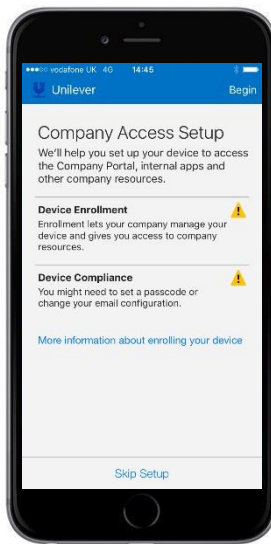 vodafone UK 4G 14:45
Unilever Begin
Company Access Setup
We'll help you set up your device to access
the Company Portal, internal apps and
other company resources.
Device Enrollment
Enrollment lets your company manage your
device and gives you access to company
resources.
Device Compliance
You might need to set a passcode or
change your email configuration.
More information about enrolling your device
Skip Setup